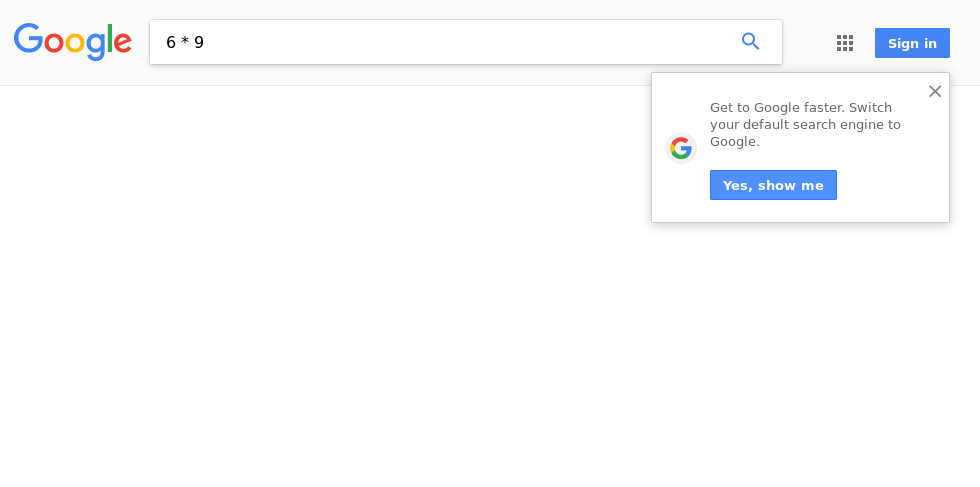 Google
6 * 9
Sign in
Get to Google faster. Switch
your default search engine to
Google.
Yes, show me